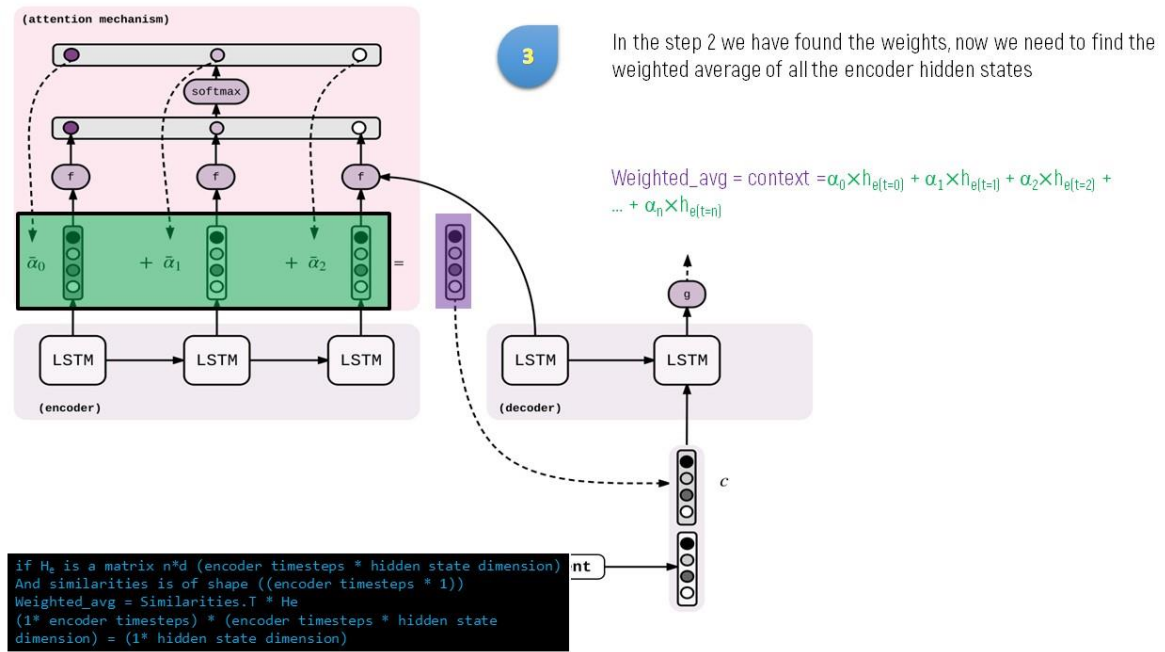 (attention mechanism)
softmax
f
f
f
ᾱ₀
+ ᾱ₁
+ ᾱ₂
=
LSTM
LSTM
LSTM
(encoder)
3
In the step 2 we have found the weights, now we need to find the
weighted average of all the encoder hidden states
Weighted_avg = context =α₀×hₑ₍ₜ₌₀₎ + α₁×hₑ₍ₜ₌₁₎ + α₂×hₑ₍ₜ₌₂₎ +
... + αₙ×hₑ₍ₜ₌ₙ₎
g
LSTM
LSTM
(decoder)
c
nt
if Hₑ is a matrix n*d (encoder timesteps * hidden state dimension)
And similarities is of shape ((encoder timesteps * 1))
Weighted_avg = Similarities.T * He
(1* encoder timesteps) * (encoder timesteps * hidden state
dimension) = (1* hidden state dimension)